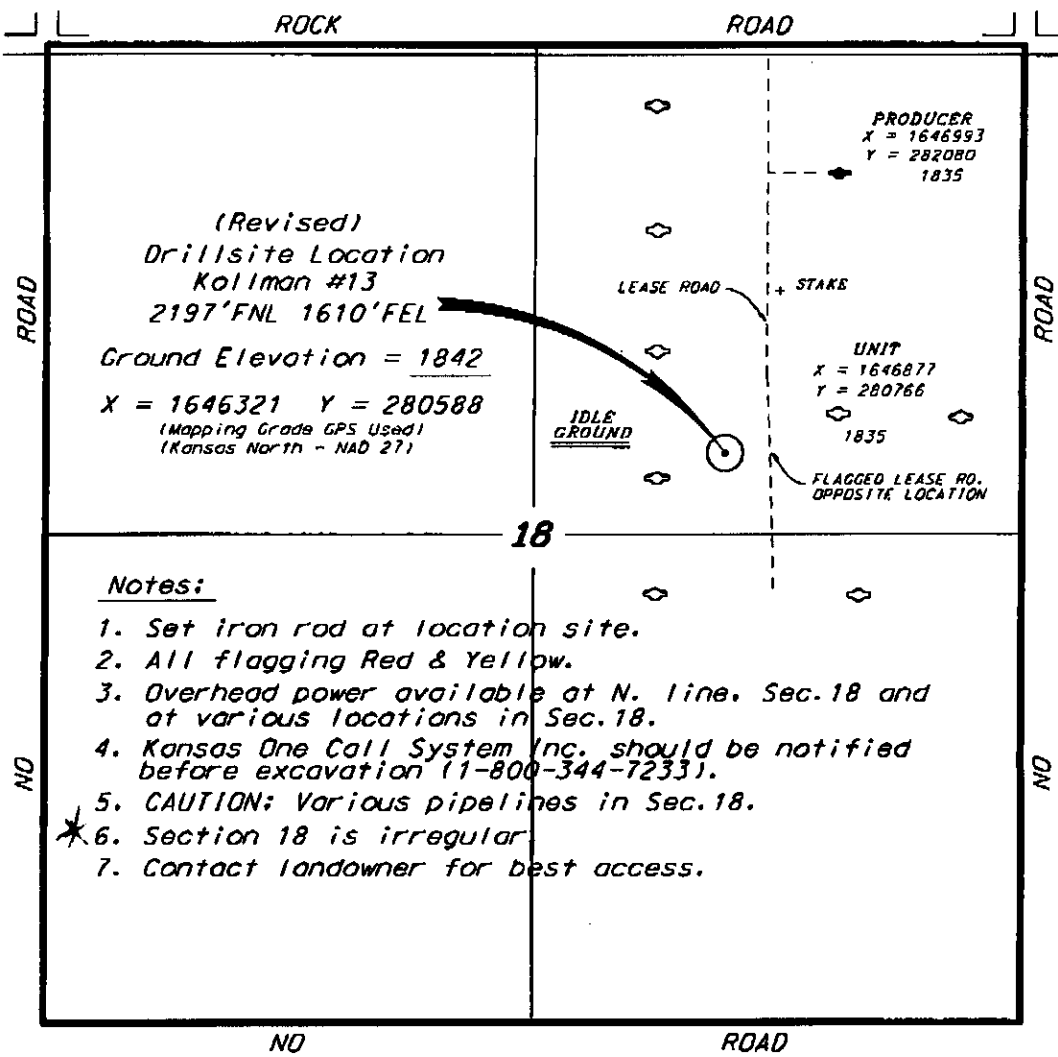 ROCK ROAD
PRODUCER
X = 1646993
Y = 282080
1835
(Revised)
Drillsite Location
Kollman #13
2197'FNL 1610'FEL
Ground Elevation = 1842
X = 1646321 Y = 280588
(Mapping Grade GPS Used)
(Kansas North - NAD 27)
ROAD
ROAD
LEASE ROAD
+ STAKE
UNIT
X = 1646877
Y = 280766
1835
IDLE
GROUND
FLAGGED LEASE RD.
OPPOSITE LOCATION
18
Notes:
1. Set iron rod at location site.
2. All flagging Red & Yellow.
3. Overhead power available at N. line. Sec.18 and
at various locations in Sec.18.
4. Kansas One Call System Inc. should be notified
before excavation (1-800-344-7233).
5. CAUTION: Various pipelines in Sec.18.
6. Section 18 is irregular
7. Contact landowner for best access.
NO
NO
NO ROAD